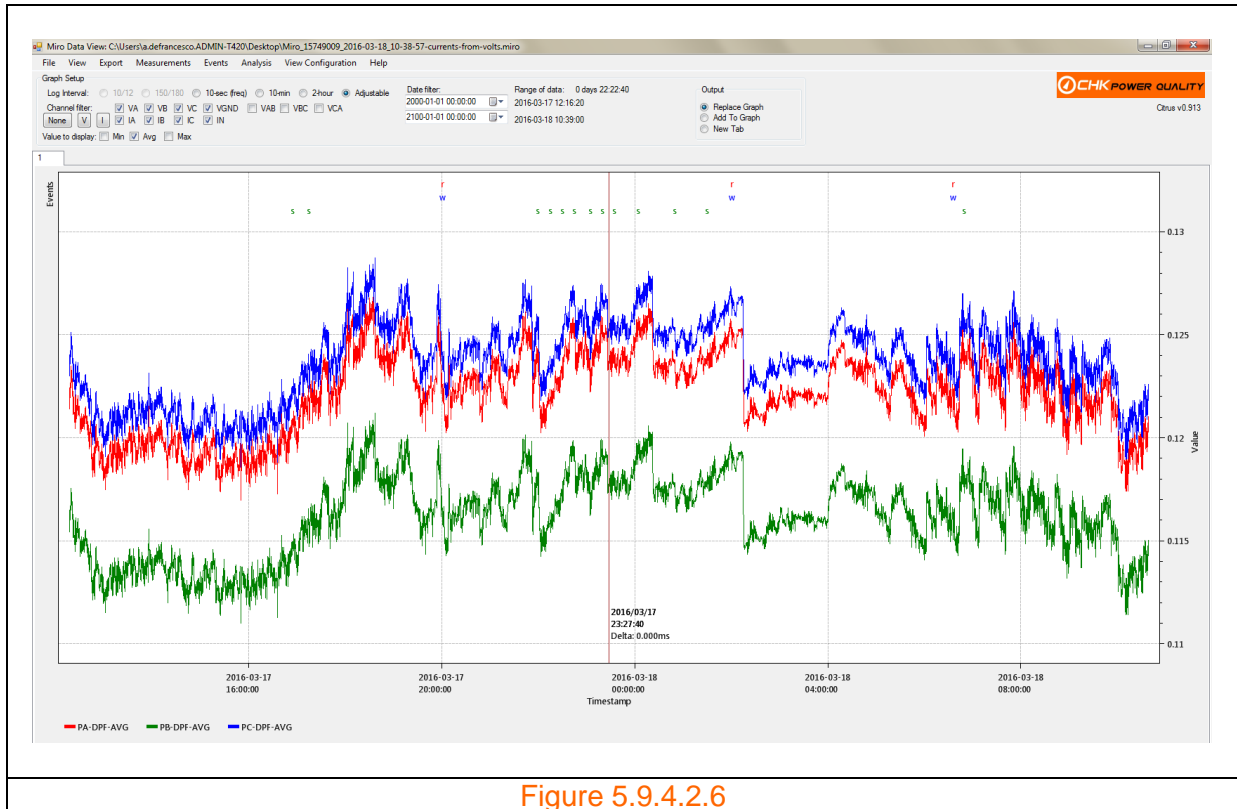 Miro Data View: C:\Users\a.defrancesco.ADMIN-T420\Desktop\Miro_15749009_2016-03-18_10-38-57-currents-from-volts.miro
File View Export Measurements Events Analysis View Configuration Help
Graph Setup
Log Interval: 10/12 150/180 10-sec (freq) 10-min 2-hour Adjustable
Channel filter: VA VB VC VGND VAB VBC VCA
None V I IA IB IC IN
Value to display: Min Avg Max
Date filter:
2000-01-01 00:00:00
2100-01-01 00:00:00
Range of data: 0 days 22:22:40
2016-03-17 12:16:20
2016-03-18 10:39:00
Output
Replace Graph
Add To Graph
New Tab
CHK POWER QUALITY
Citrus v0.913
1
Events
r r r
w w w
s s s s s s s s s s s s s
0.13
0.125
0.12
0.115
0.11
Value
2016/03/17
23:27:40
Delta: 0.000ms
2016-03-17 2016-03-17 2016-03-18 2016-03-18 2016-03-18
16:00:00 20:00:00 00:00:00 04:00:00 08:00:00
Timestamp
PA-DPF-AVG PB-DPF-AVG PC-DPF-AVG
Figure 5.9.4.2.6